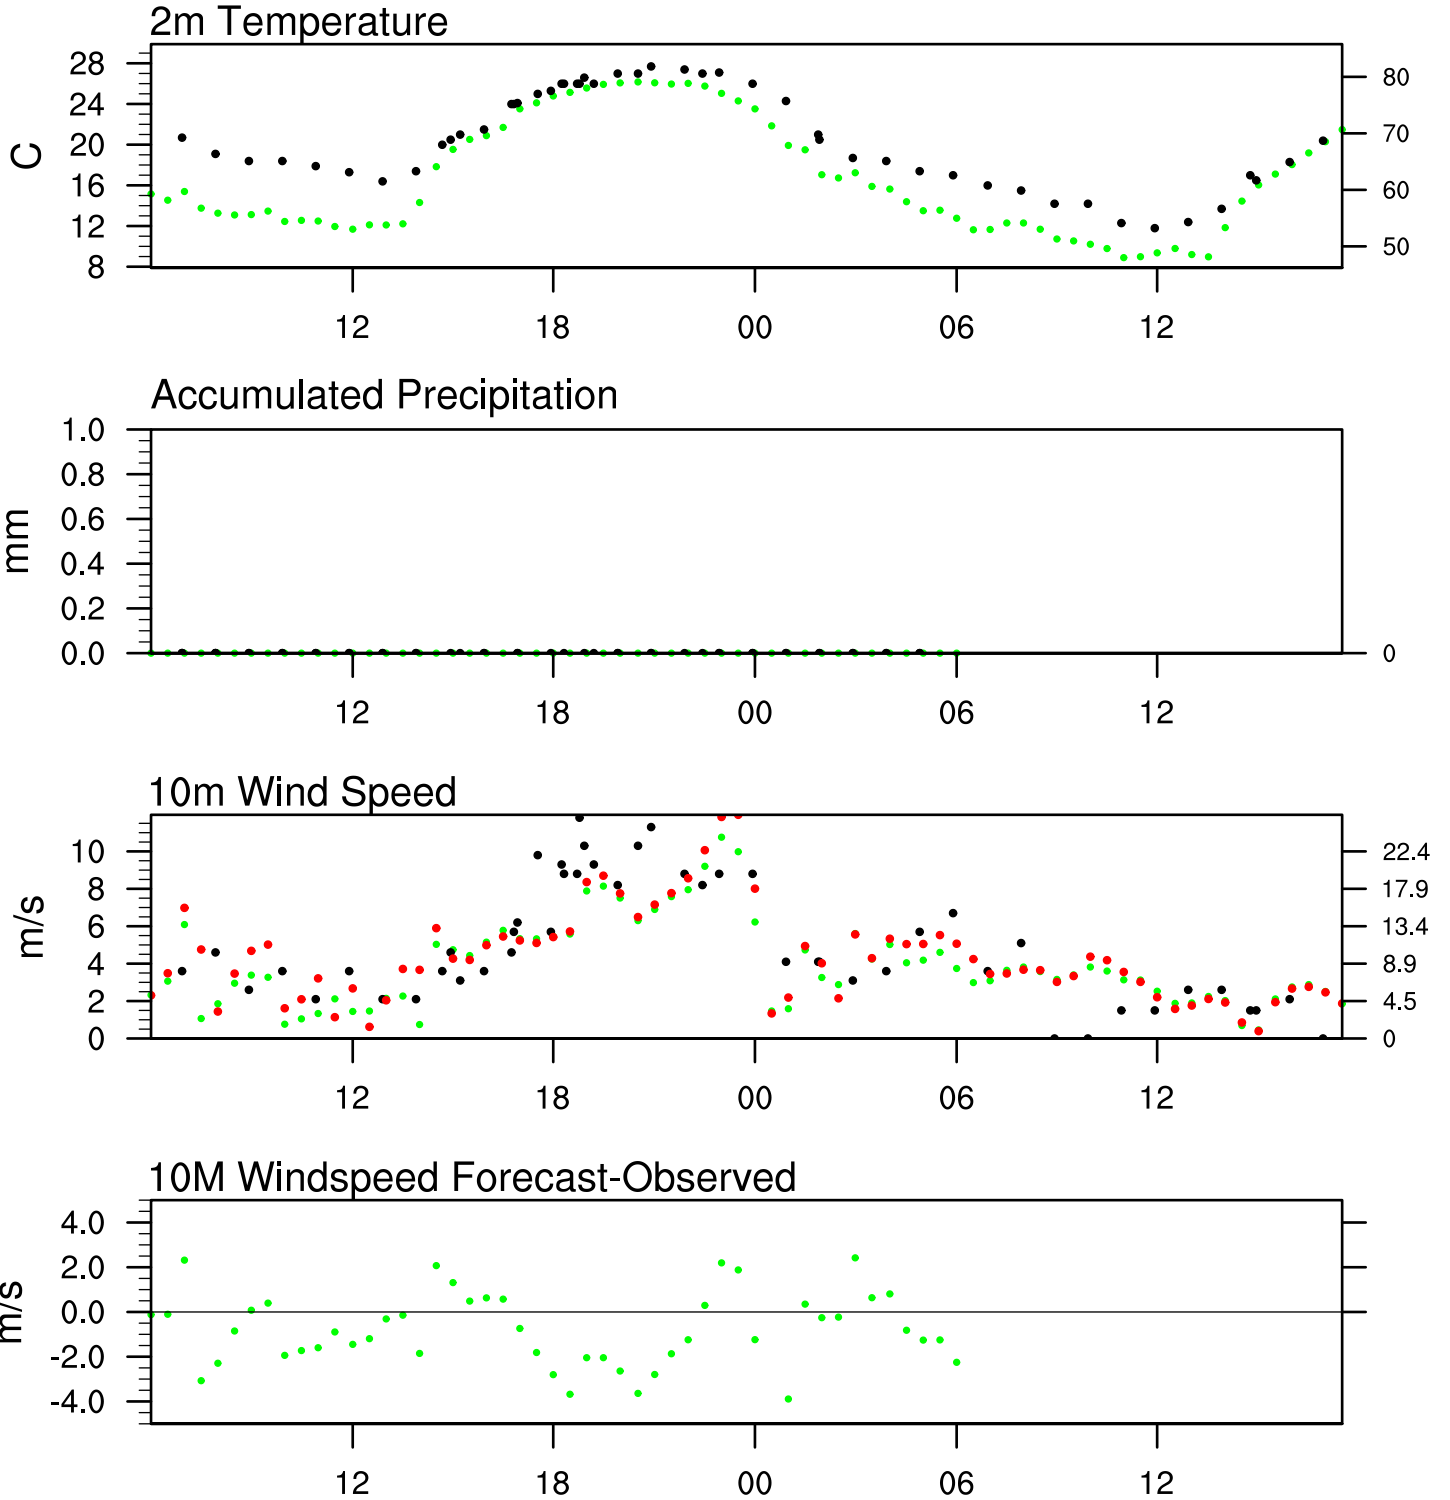 2m Temperature
28
24
20
16
12
8
C
80
70
60
50
12 18 00 06 12
Accumulated Precipitation
1.0
0.8
0.6
0.4
0.2
0.0
mm
0
12 18 00 06 12
10m Wind Speed
10
8
6
4
2
0
m/s
22.4
17.9
13.4
8.9
4.5
0
12 18 00 06 12
10M Windspeed Forecast-Observed
4.0
2.0
0.0
-2.0
-4.0
m/s
12 18 00 06 12